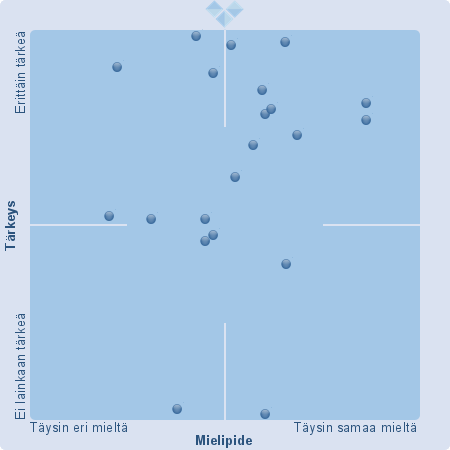 Erittäin tärkeä
Tärkeys
Ei lainkaan tärkeä
Täysin eri mieltä
Täysin samaa mieltä
Mielipide